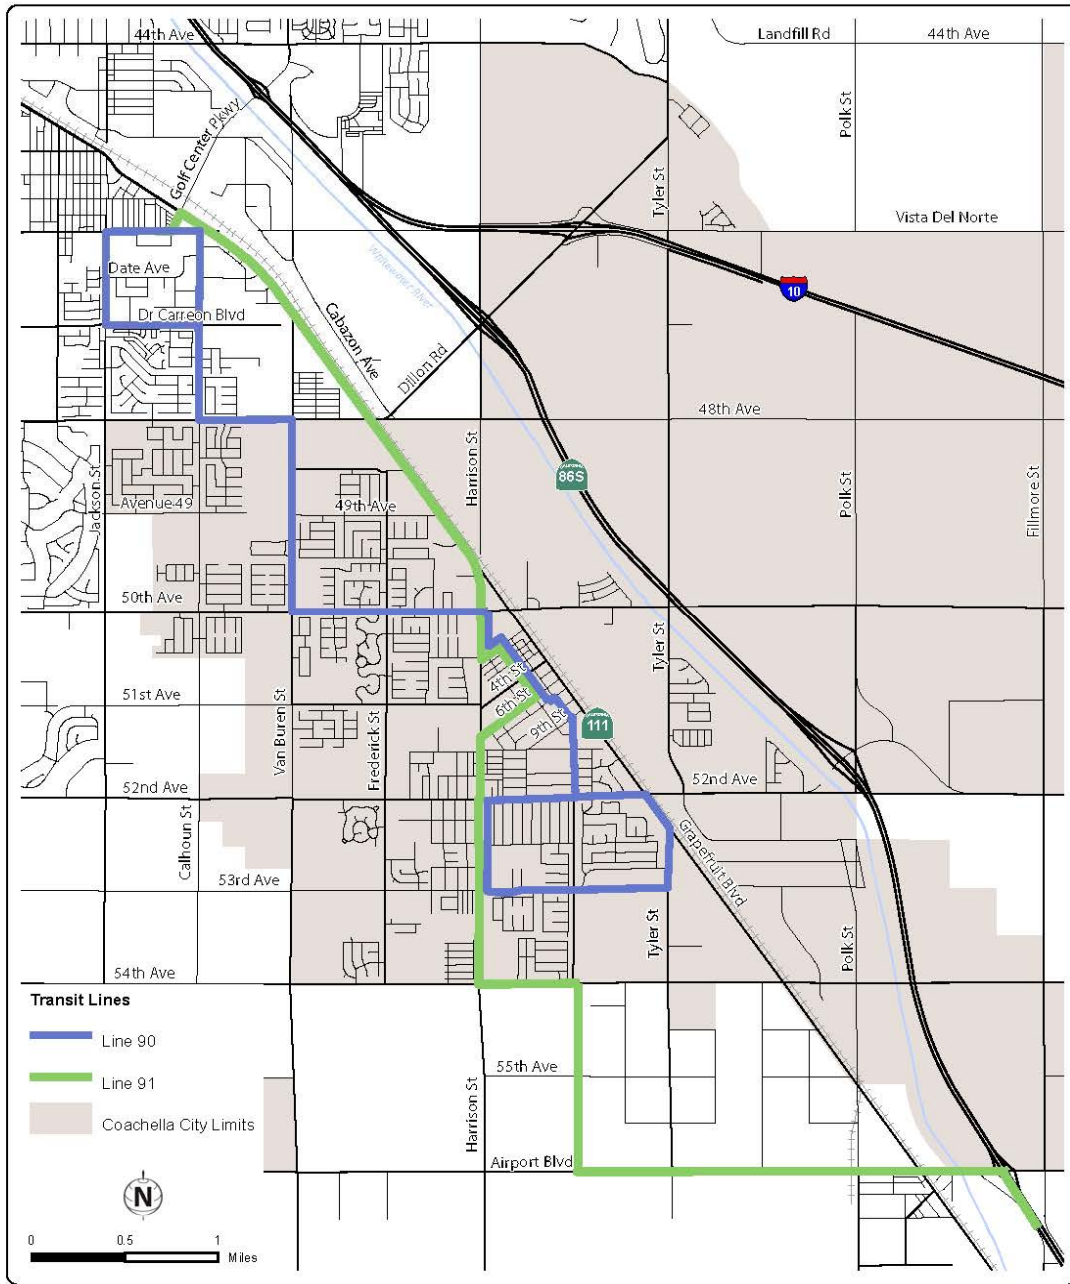 44th Ave
Landfill Rd
44th Ave
Golf Center Pkwy
Polk St
Tyler St
Vista Del Norte
Whitewater River
Date Ave
10
Dr Carreon Blvd
Cabazon Ave
Dillon Rd
48th Ave
Harrison St
Jackson St
CALIFORNIA
86S
Polk St
Fillmore St
Avenue 49
49th Ave
50th Ave
Tyler St
4th St
51st Ave
6th St
Van Buren St
Frederick St
9th St
CALIFORNIA
111
52nd Ave
52nd Ave
Calhoun St
Grapefruit Blvd
53rd Ave
Tyler St
Polk St
54th Ave
Transit Lines
Line 90
Line 91
Coachella City Limits
55th Ave
Harrison St
Airport Blvd
N
0 0.5 1
Miles